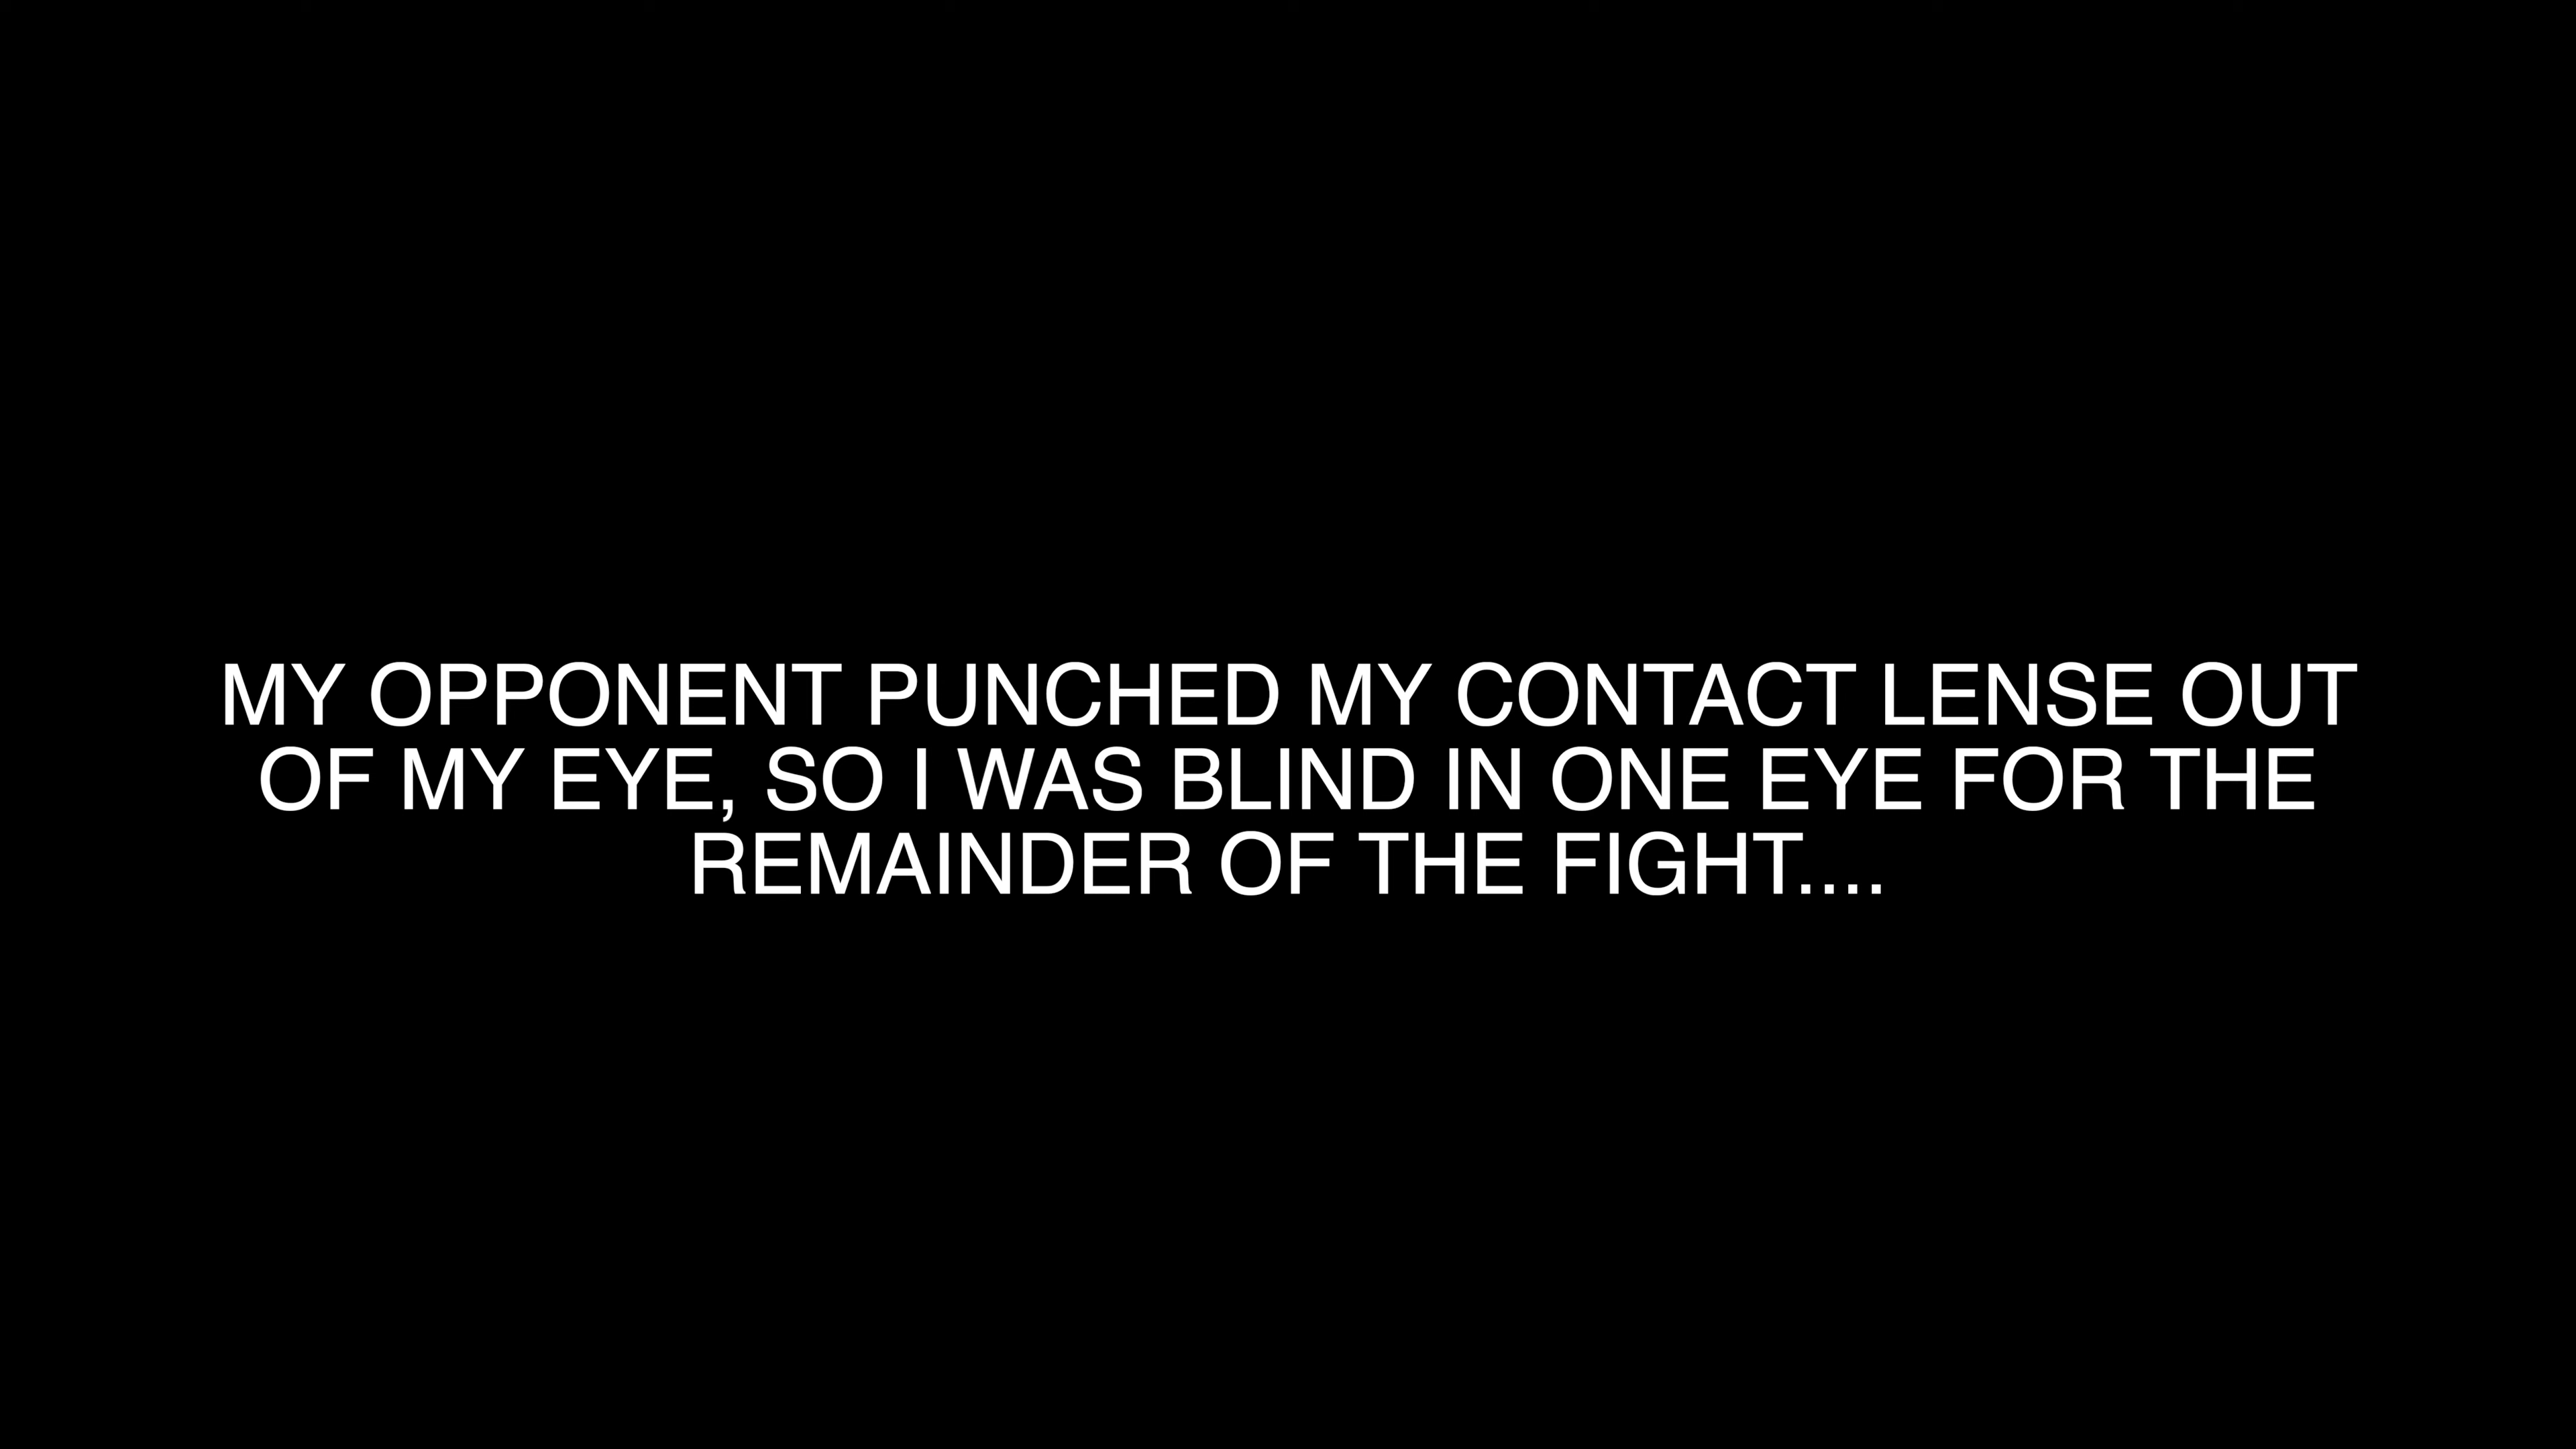 MY OPPONENT PUNCHED MY CONTACT LENSE OUT
OF MY EYE, SO I WAS BLIND IN ONE EYE FOR THE
REMAINDER OF THE FIGHT....